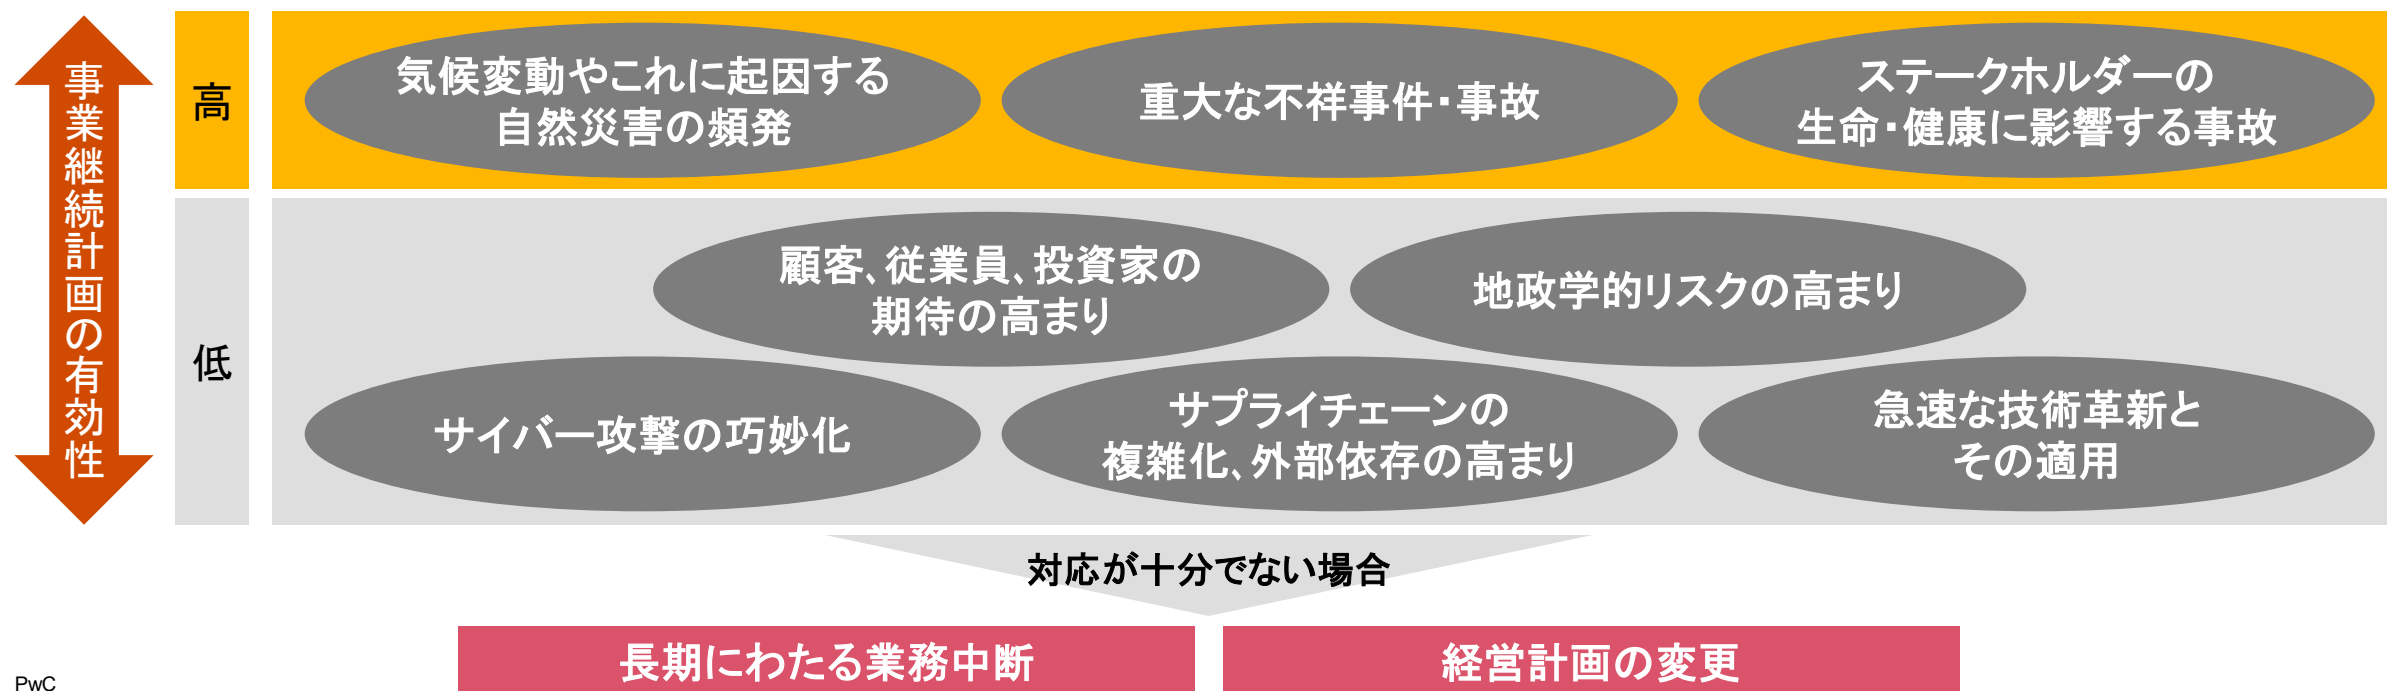 事業継続計画の有効性
高
気候変動やこれに起因する
自然災害の頻発
重大な不祥事件・事故
ステークホルダーの
生命・健康に影響する事故
低
顧客、従業員、投資家の
期待の高まり
地政学的リスクの高まり
サイバー攻撃の巧妙化
サプライチェーンの
複雑化、外部依存の高まり
急速な技術革新と
その適用
対応が十分でない場合
長期にわたる業務中断
経営計画の変更
PwC